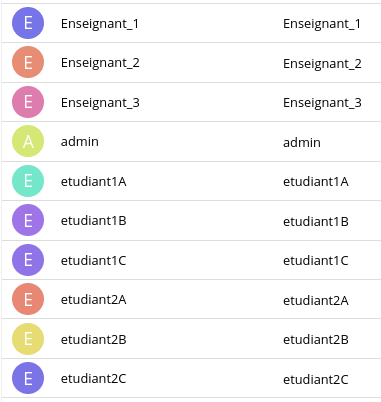 E Enseignant_1 Enseignant_1
E Enseignant_2 Enseignant_2
E Enseignant_3 Enseignant_3
A admin admin
E etudiant1A etudiant1A
E etudiant1B etudiant1B
E etudiant1C etudiant1C
E etudiant2A etudiant2A
E etudiant2B etudiant2B
E etudiant2C etudiant2C